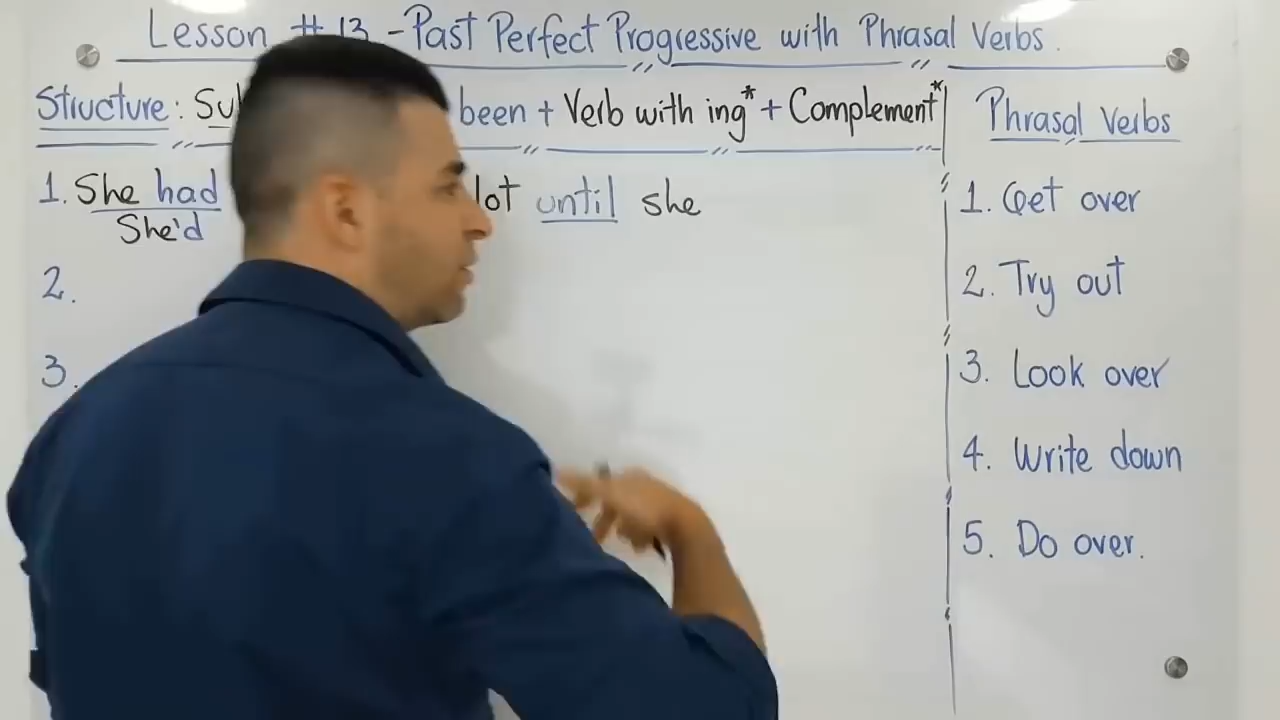 Lesson # 13 - Past Perfect Progressive with Phrasal Verbs.
Structure: been + Verb with ing* + Complement*
1. She had lot until she
She'd
2.
3.
Phrasal Verbs
1. Get over
2. Try out
3. Look over
4. Write down
5. Do over.